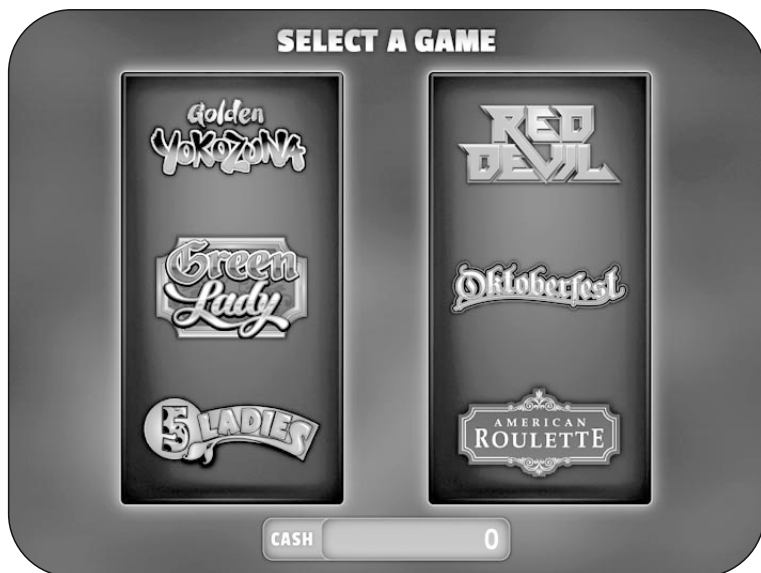 SELECT A GAME
Golden
YOKOZUNA
Green
Lady
5 LADIES
RED
DEVIL
Oktoberfest
AMERICAN
ROULETTE
CASH 0